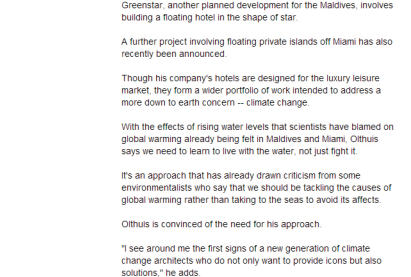 Greenstar, another planned development for the Maldives, involves
building a floating hotel in the shape of star.
A further project involving floating private islands off Miami has also
recently been announced.
Though his company's hotels are designed for the luxury leisure
market, they form a wider portfolio of work intended to address a
more down to earth concern -- climate change.
With the effects of rising water levels that scientists have blamed on
global warming already being felt in Maldives and Miami, Olthuis
says we need to learn to live with the water, not just fight it.
It's an approach that has already drawn criticism from some
environmentalists who say that we should be tackling the causes of
global warming rather than taking to the seas to avoid its affects.
Olthuis is convinced of the need for his approach.
"I see around me the first signs of a new generation of climate
change architects who do not only want to provide icons but also
solutions," he adds.